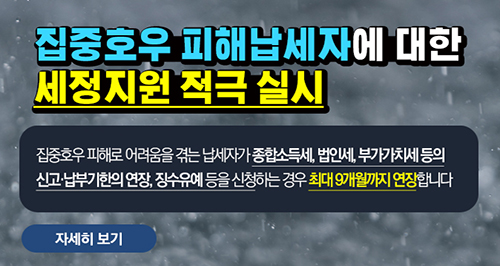 집중호우 피해납세자에 대한
세정지원 적극 실시
집중호우 피해로 어려움을 겪는 납세자가 종합소득세, 법인세, 부가가치세 등의
신고·납부기한의 연장, 징수유예 등을 신청하는 경우 최대 9개월까지 연장합니다
자세히 보기